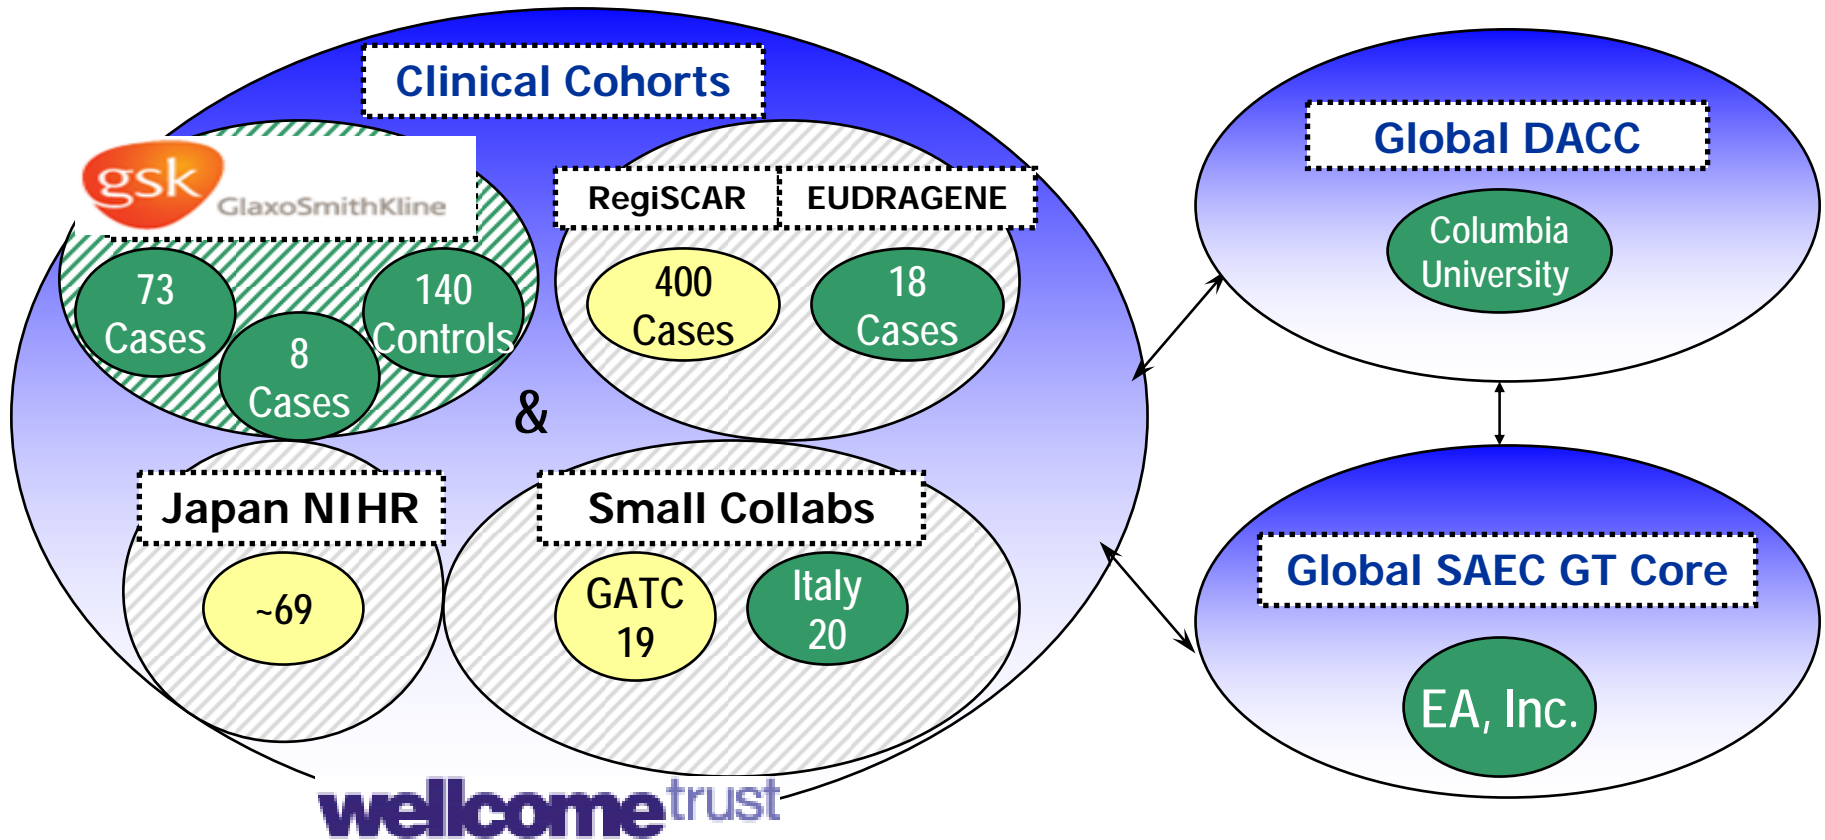 Clinical Cohorts
gsk
GlaxoSmithKline
73
Cases
8
Cases
140
Controls
RegiSCAR
EUDRAGENE
400
Cases
18
Cases
&
Japan NIHR
~69
Small Collabs
GATC
19
Italy
20
wellcome trust
Global DACC
Columbia
University
Global SAEC GT Core
EA, Inc.